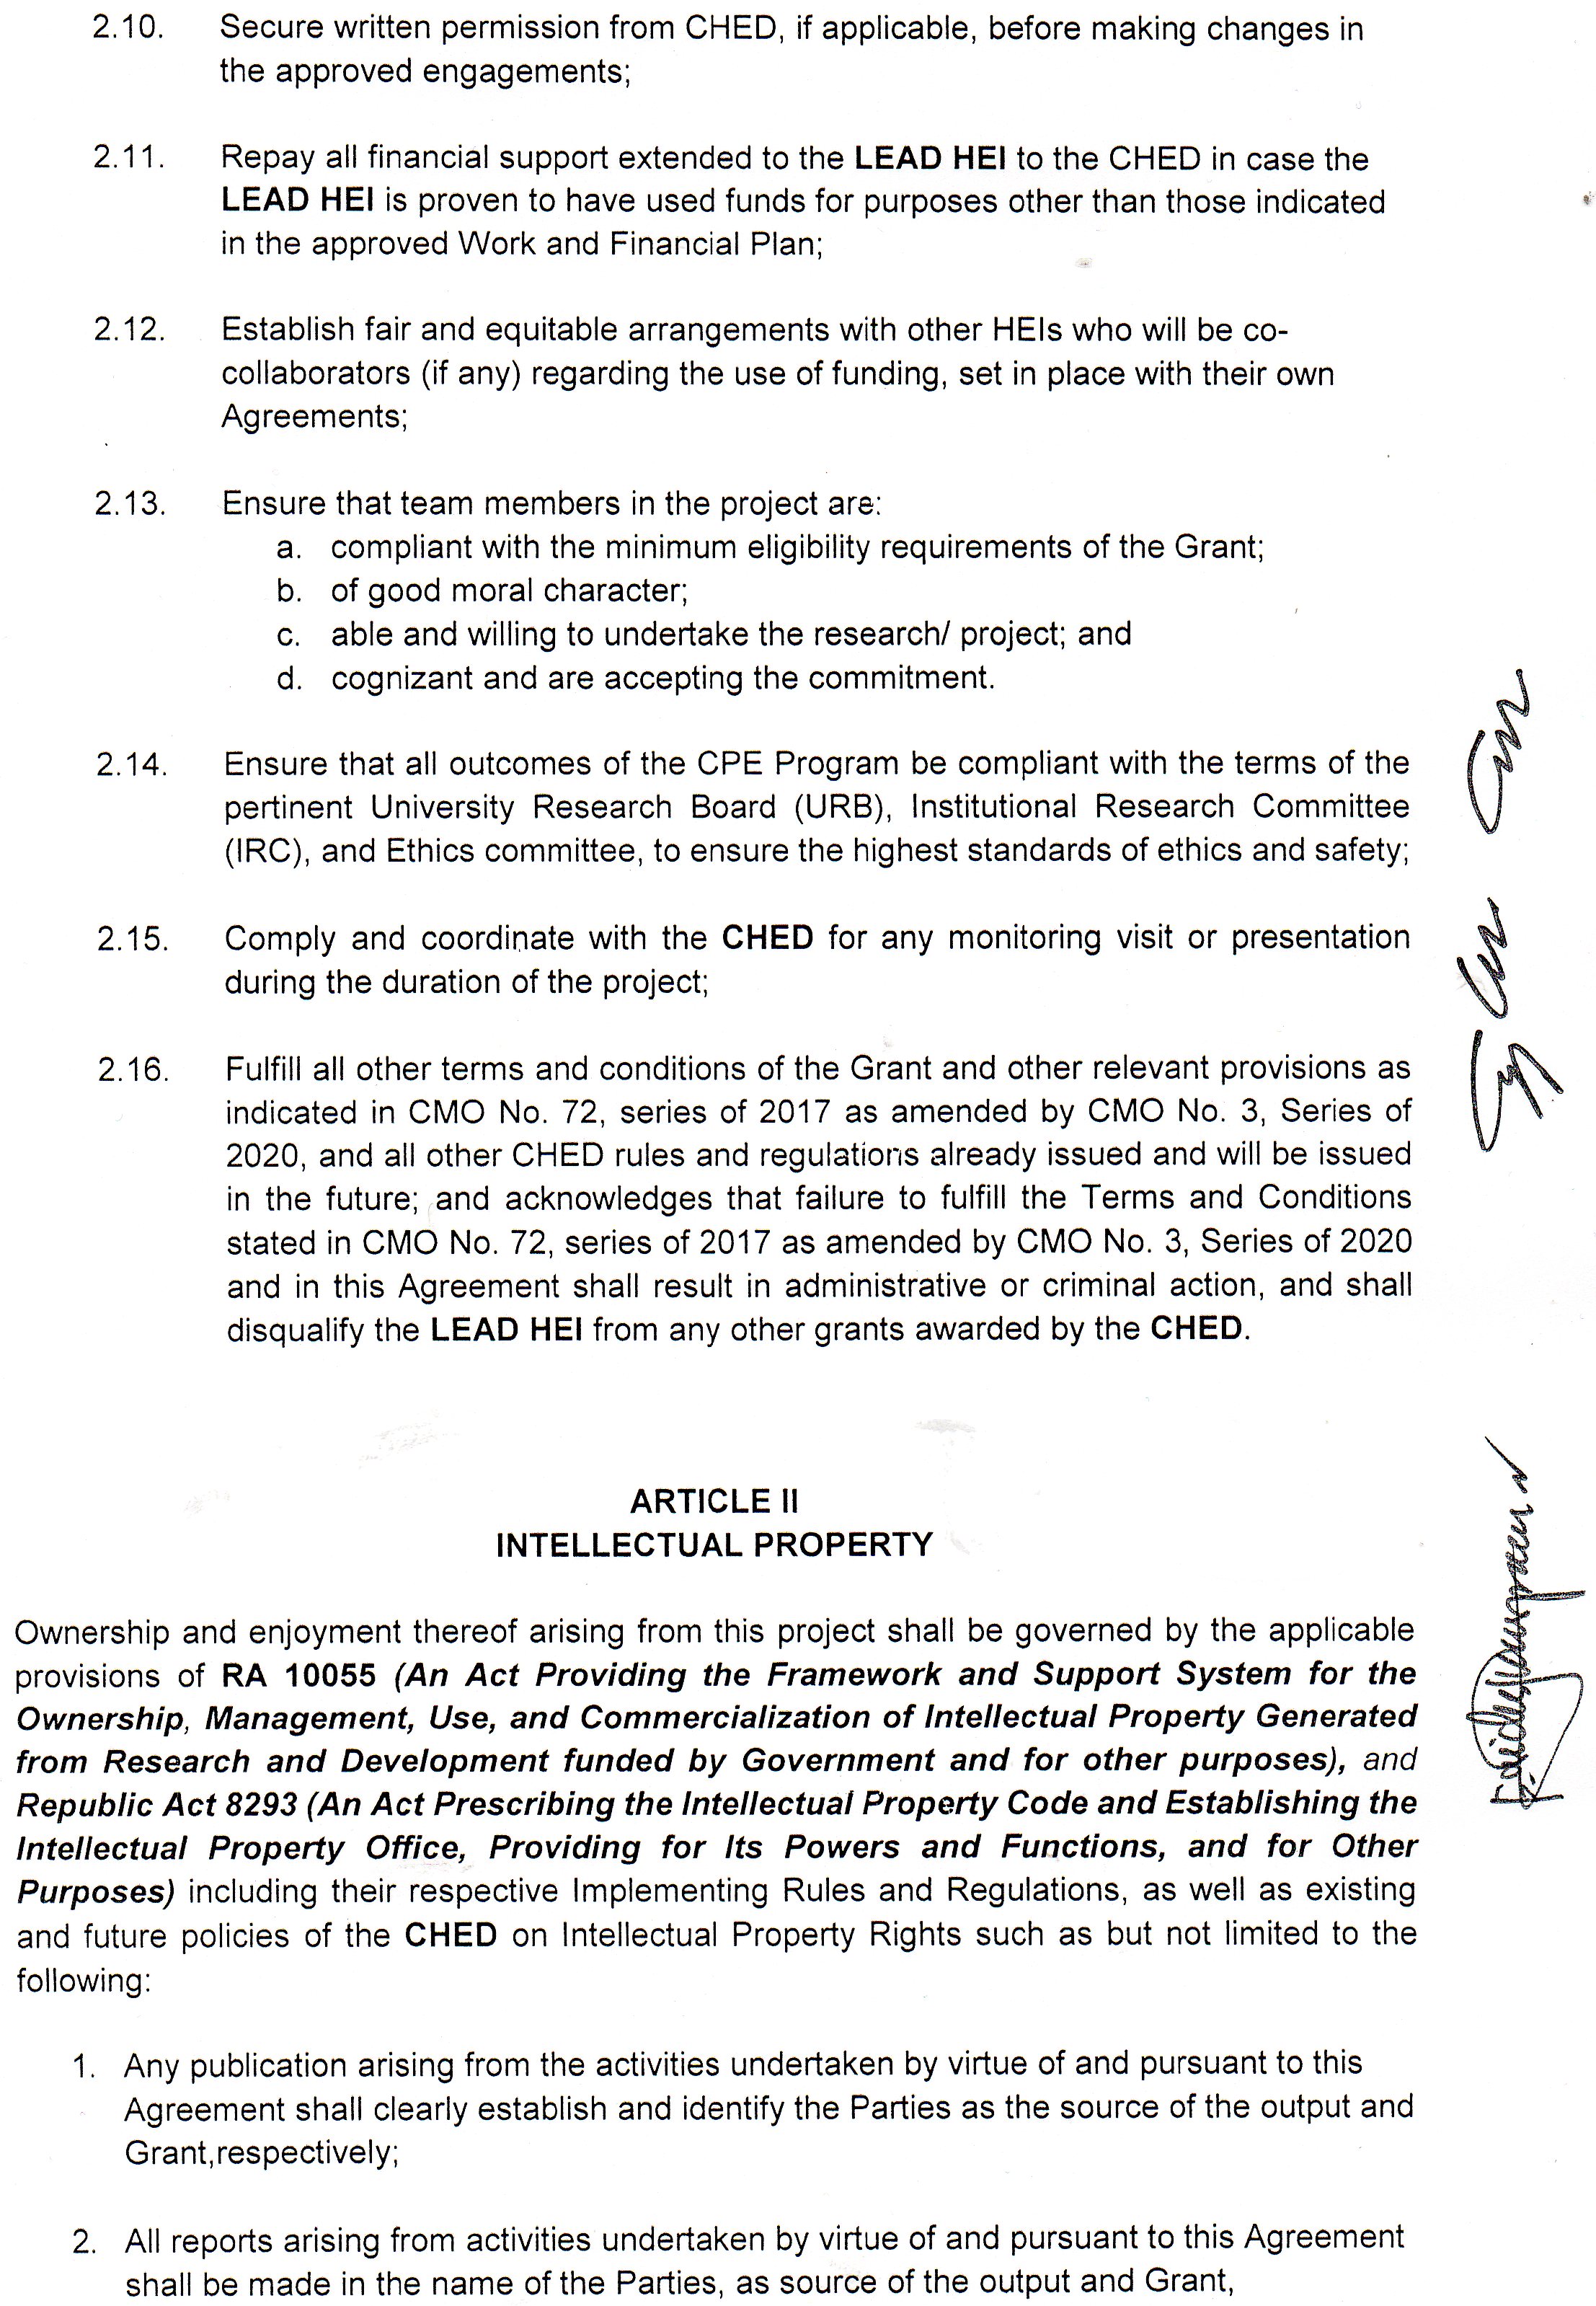 2.10. Secure written permission from CHED, if applicable, before making changes in
the approved engagements;
2.11. Repay all financial support extended to the LEAD HEI to the CHED in case the
LEAD HEI is proven to have used funds for purposes other than those indicated
in the approved Work and Financial Plan;
2.12. Establish fair and equitable arrangements with other HEIs who will be co-
collaborators (if any) regarding the use of funding, set in place with their own
Agreements;
2.13. Ensure that team members in the project are:
a. compliant with the minimum eligibility requirements of the Grant;
b. of good moral character;
c. able and willing to undertake the research/ project; and
d. cognizant and are accepting the commitment.
2.14. Ensure that all outcomes of the CPE Program be compliant with the terms of the
pertinent University Research Board (URB), Institutional Research Committee
(IRC), and Ethics committee, to ensure the highest standards of ethics and safety;
2.15. Comply and coordinate with the CHED for any monitoring visit or presentation
during the duration of the project;
2.16. Fulfill all other terms and conditions of the Grant and other relevant provisions as
indicated in CMO No. 72, series of 2017 as amended by CMO No. 3, Series of
2020, and all other CHED rules and regulations already issued and will be issued
in the future; and acknowledges that failure to fulfill the Terms and Conditions
stated in CMO No. 72, series of 2017 as amended by CMO No. 3, Series of 2020
and in this Agreement shall result in administrative or criminal action, and shall
disqualify the LEAD HEI from any other grants awarded by the CHED.
ARTICLE II
INTELLECTUAL PROPERTY
Ownership and enjoyment thereof arising from this project shall be governed by the applicable
provisions of RA 10055 (An Act Providing the Framework and Support System for the
Ownership, Management, Use, and Commercialization of Intellectual Property Generated
from Research and Development funded by Government and for other purposes), and
Republic Act 8293 (An Act Prescribing the Intellectual Property Code and Establishing the
Intellectual Property Office, Providing for Its Powers and Functions, and for Other
Purposes) including their respective Implementing Rules and Regulations, as well as existing
and future policies of the CHED on Intellectual Property Rights such as but not limited to the
following:
1. Any publication arising from the activities undertaken by virtue of and pursuant to this
Agreement shall clearly establish and identify the Parties as the source of the output and
Grant,respectively;
2. All reports arising from activities undertaken by virtue of and pursuant to this Agreement
shall be made in the name of the Parties, as source of the output and Grant,